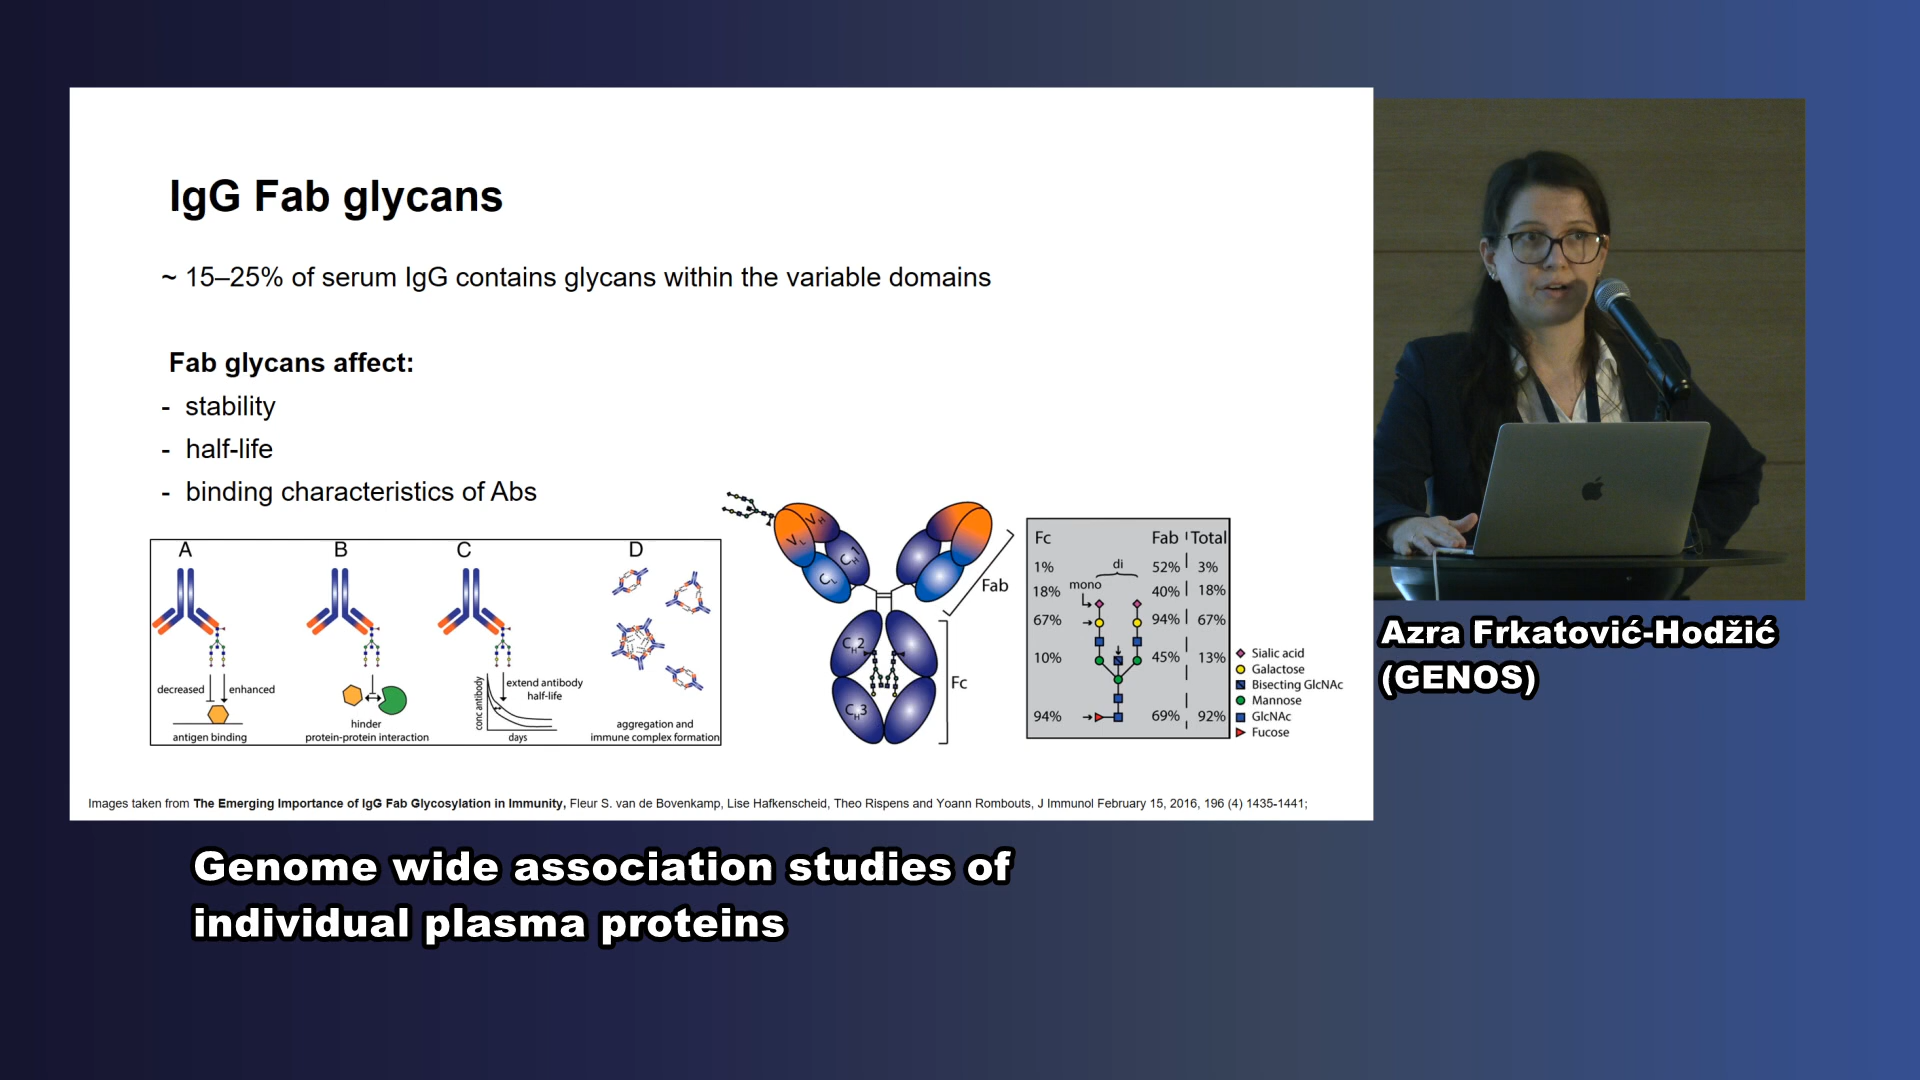 IgG Fab glycans
~ 15–25% of serum IgG contains glycans within the variable domains
Fab glycans affect:
- stability
- half-life
- binding characteristics of Abs
A B C D
decreased enhanced
antigen binding
hinder
protein-protein interaction
conc antibody
extend antibody
half-life
days
aggregation and
immune complex formation
VH
VL
CH1
CL
Fab
CH2
CH3
Fc
Fc Fab Total
1% di 52% 3%
18% mono 40% 18%
67% 94% 67%
10% 45% 13%
94% 69% 92%
Sialic acid
Galactose
Bisecting GlcNAc
Mannose
GlcNAc
Fucose
Images taken from The Emerging Importance of IgG Fab Glycosylation in Immunity, Fleur S. van de Bovenkamp, Lise Hafkenscheid, Theo Rispens and Yoann Rombouts, J Immunol February 15, 2016, 196 (4) 1435-1441;
Azra Frkatović-Hodžić
(GENOS)
Genome wide association studies of
individual plasma proteins